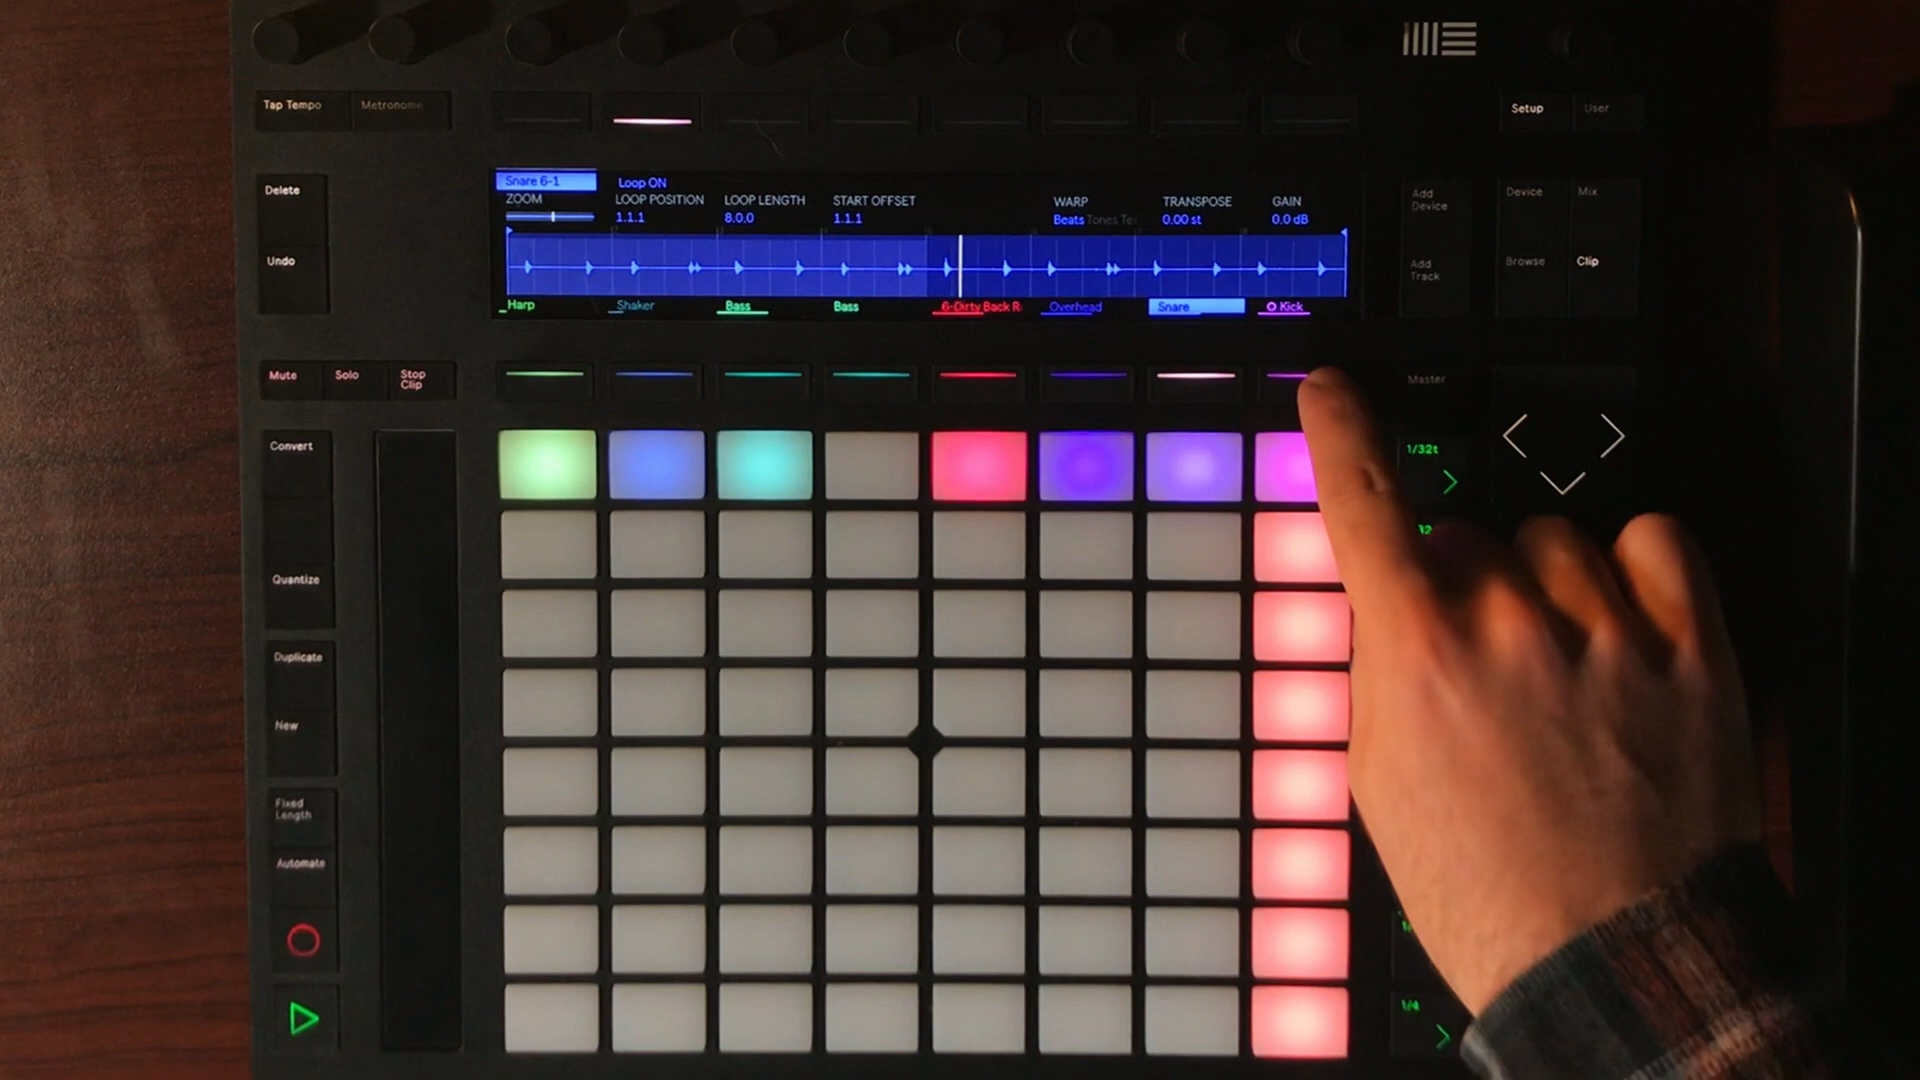 Tap Tempo Metronome
Setup User
Delete
Undo
Snare 6-1 Loop ON
ZOOM LOOP POSITION LOOP LENGTH START OFFSET WARP TRANSPOSE GAIN
1.1.1 8.0.0 1.1.1 Beats Tones Te 0.00 st 0.0 dB
Harp Shaker Bass Bass 6-Dirty Back R Overhead Snare Kick
Add
Device
Device Mix
Add
Track
Browse Clip
Mute Solo Stop
Clip
Master
Convert
1/32t
Quantize
Duplicate
New
Fixed
Length
Automate
1/4